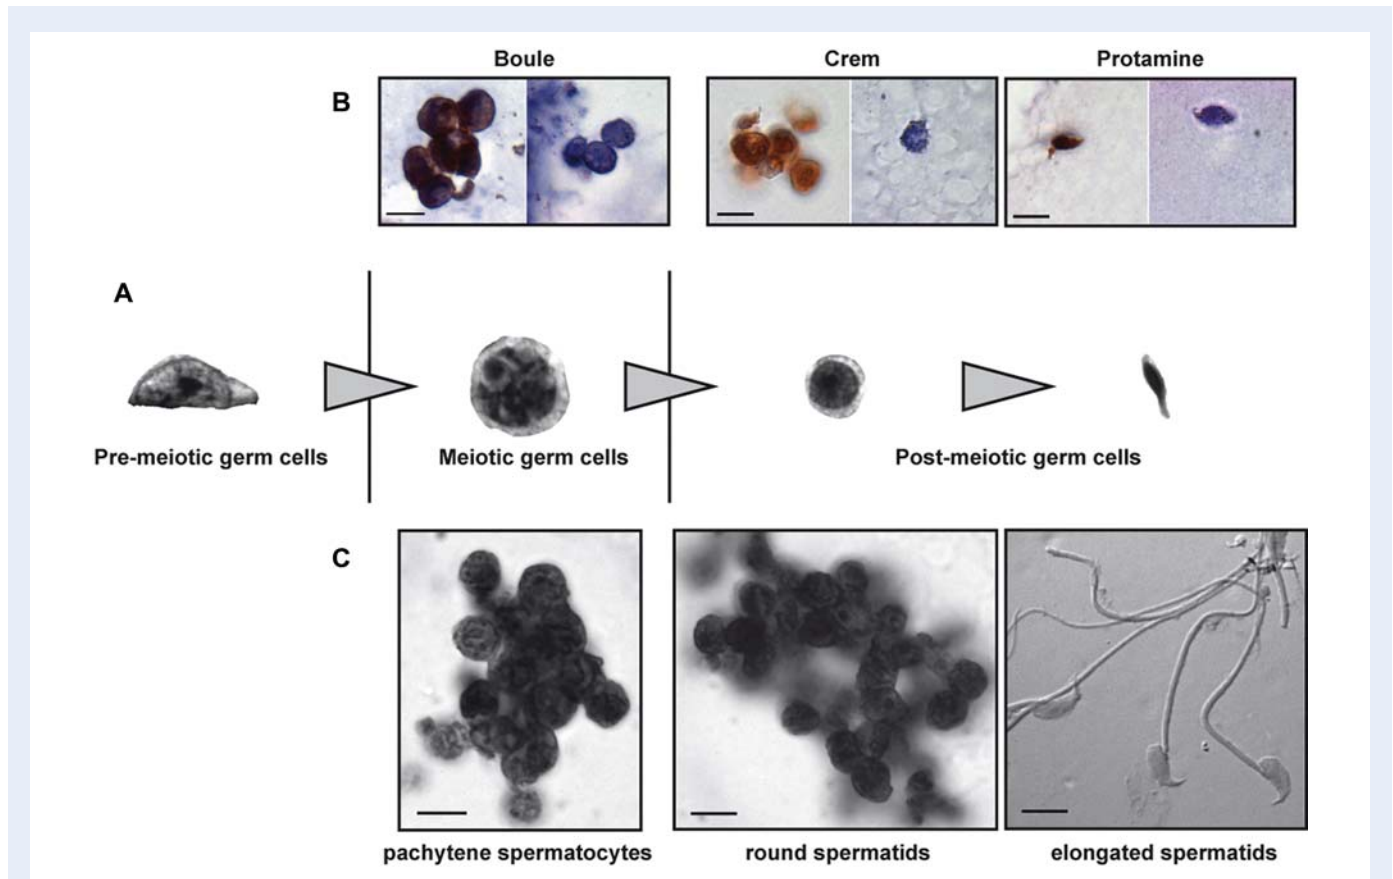 Boule Crem Protamine
B
A
Pre-meiotic germ cells Meiotic germ cells Post-meiotic germ cells
C
pachytene spermatocytes round spermatids elongated spermatids